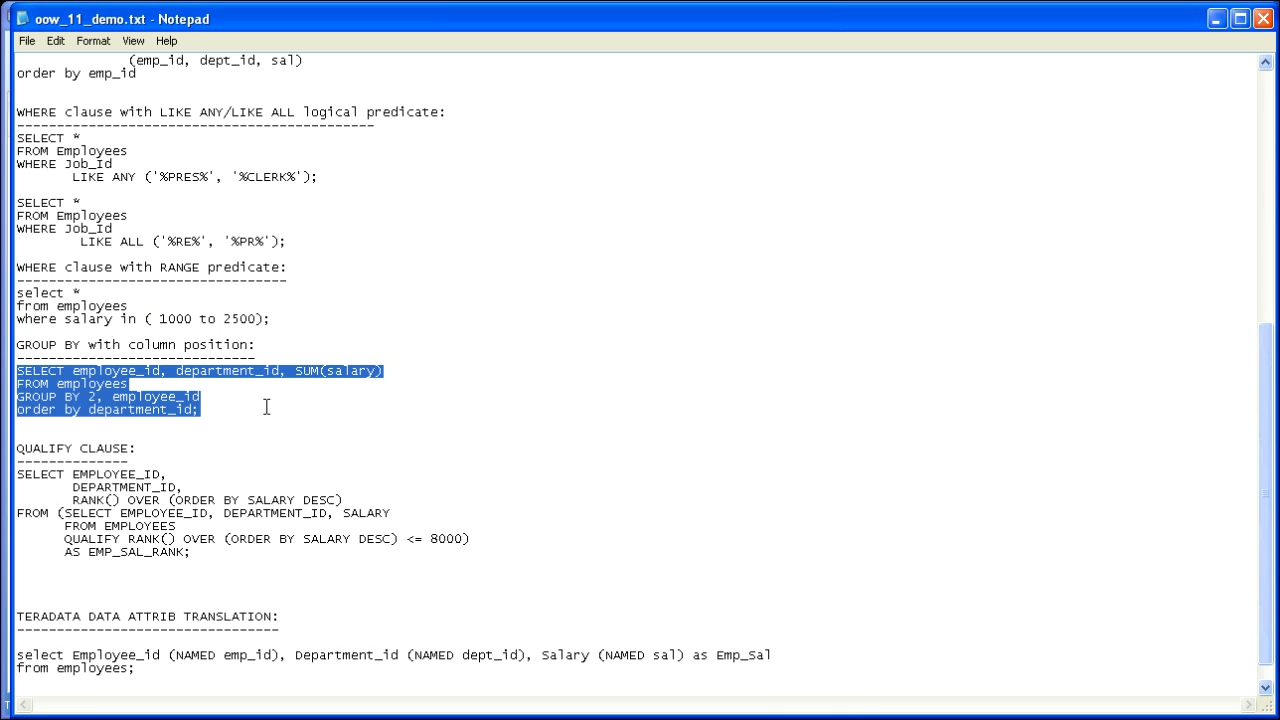 oow_11_demo.txt - Notepad
File Edit Format View Help
(emp_id, dept_id, sal)
order by emp_id
WHERE clause with LIKE ANY/LIKE ALL logical predicate:
---------------------------------------------
SELECT *
FROM Employees
WHERE Job_Id
LIKE ANY ('%PRES%', '%CLERK%');
SELECT *
FROM Employees
WHERE Job_Id
LIKE ALL ('%RE%', '%PR%');
WHERE clause with RANGE predicate:
----------------------------------
select *
from employees
where salary in ( 1000 to 2500);
GROUP BY with column position:
------------------------------
SELECT employee_id, department_id, SUM(salary)
FROM employees
GROUP BY 2, employee_id
order by department_id;
QUALIFY CLAUSE:
--------------
SELECT EMPLOYEE_ID,
DEPARTMENT_ID,
RANK() OVER (ORDER BY SALARY DESC)
FROM (SELECT EMPLOYEE_ID, DEPARTMENT_ID, SALARY
FROM EMPLOYEES
QUALIFY RANK() OVER (ORDER BY SALARY DESC) <= 8000)
AS EMP_SAL_RANK;
TERADATA DATA ATTRIB TRANSLATION:
---------------------------------
select Employee_id (NAMED emp_id), Department_id (NAMED dept_id), Salary (NAMED sal) as Emp_Sal
from employees;